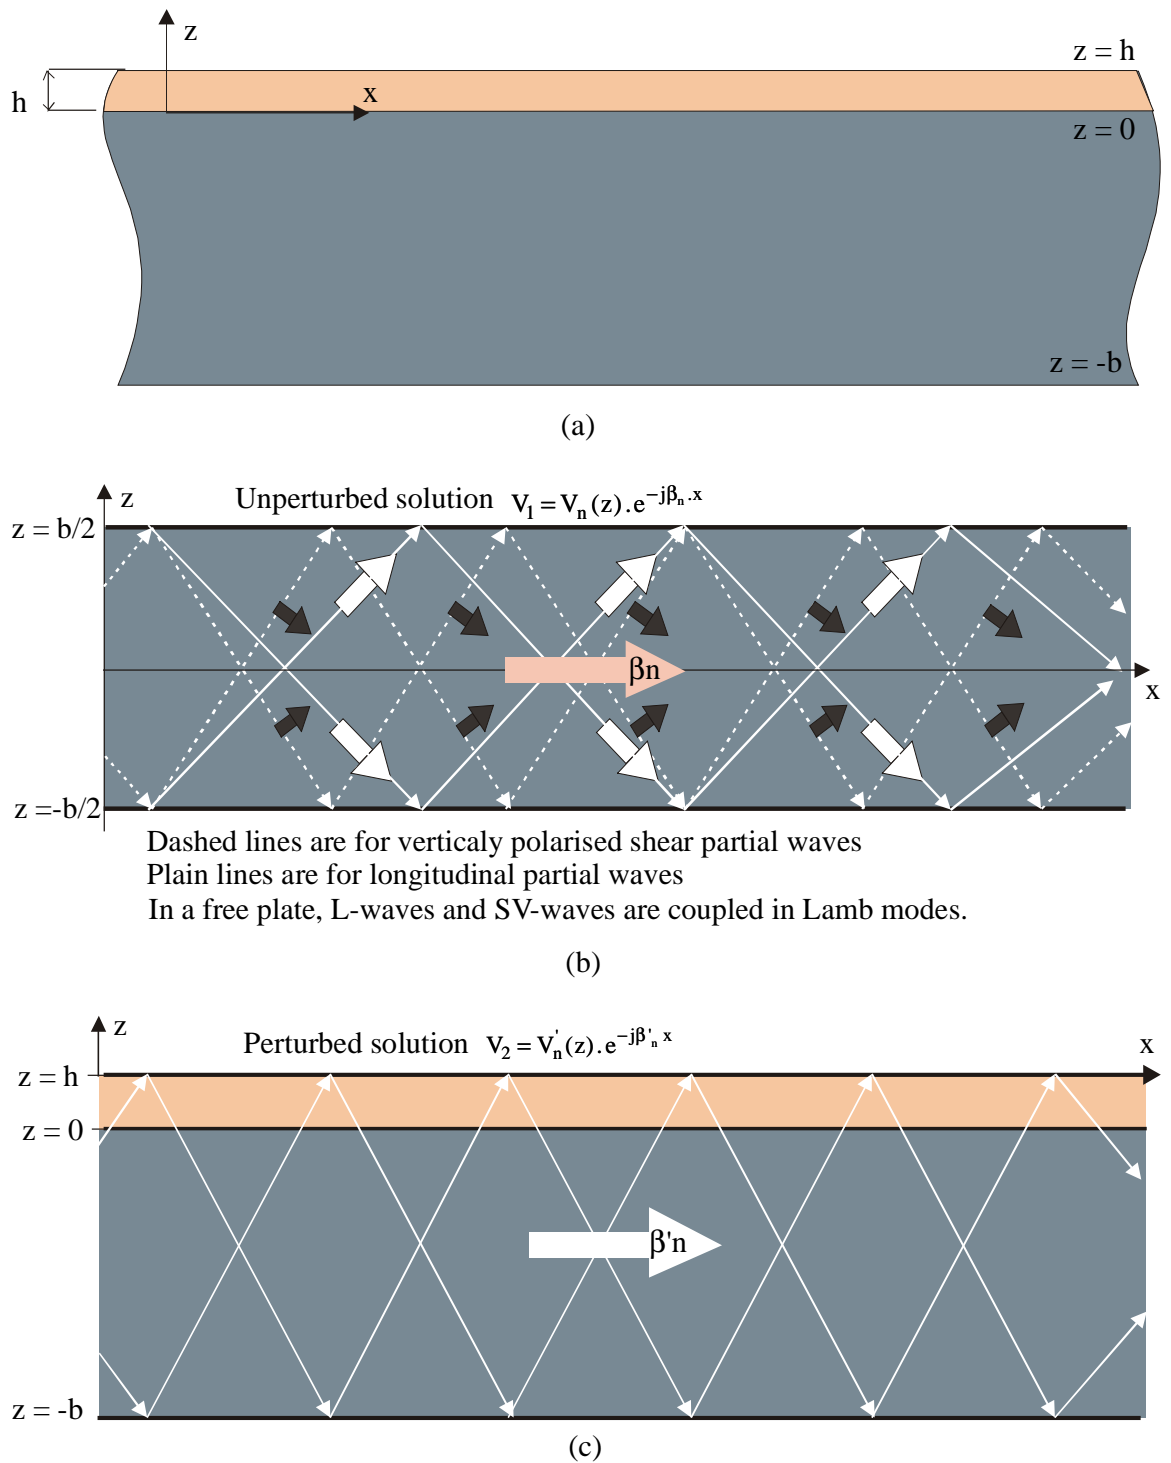 z
z = h
h
x
z = 0
z = -b
(a)
z
Unperturbed solution V₁ = Vₙ(z).e^{-jβₙ.x}
z = b/2
βn
x
z =-b/2
Dashed lines are for verticaly polarised shear partial waves
Plain lines are for longitudinal partial waves
In a free plate, L-waves and SV-waves are coupled in Lamb modes.
(b)
z
Perturbed solution V₂ = V'ₙ(z).e^{-jβ'ₙ x}
x
z = h
z = 0
β'n
z = -b
(c)